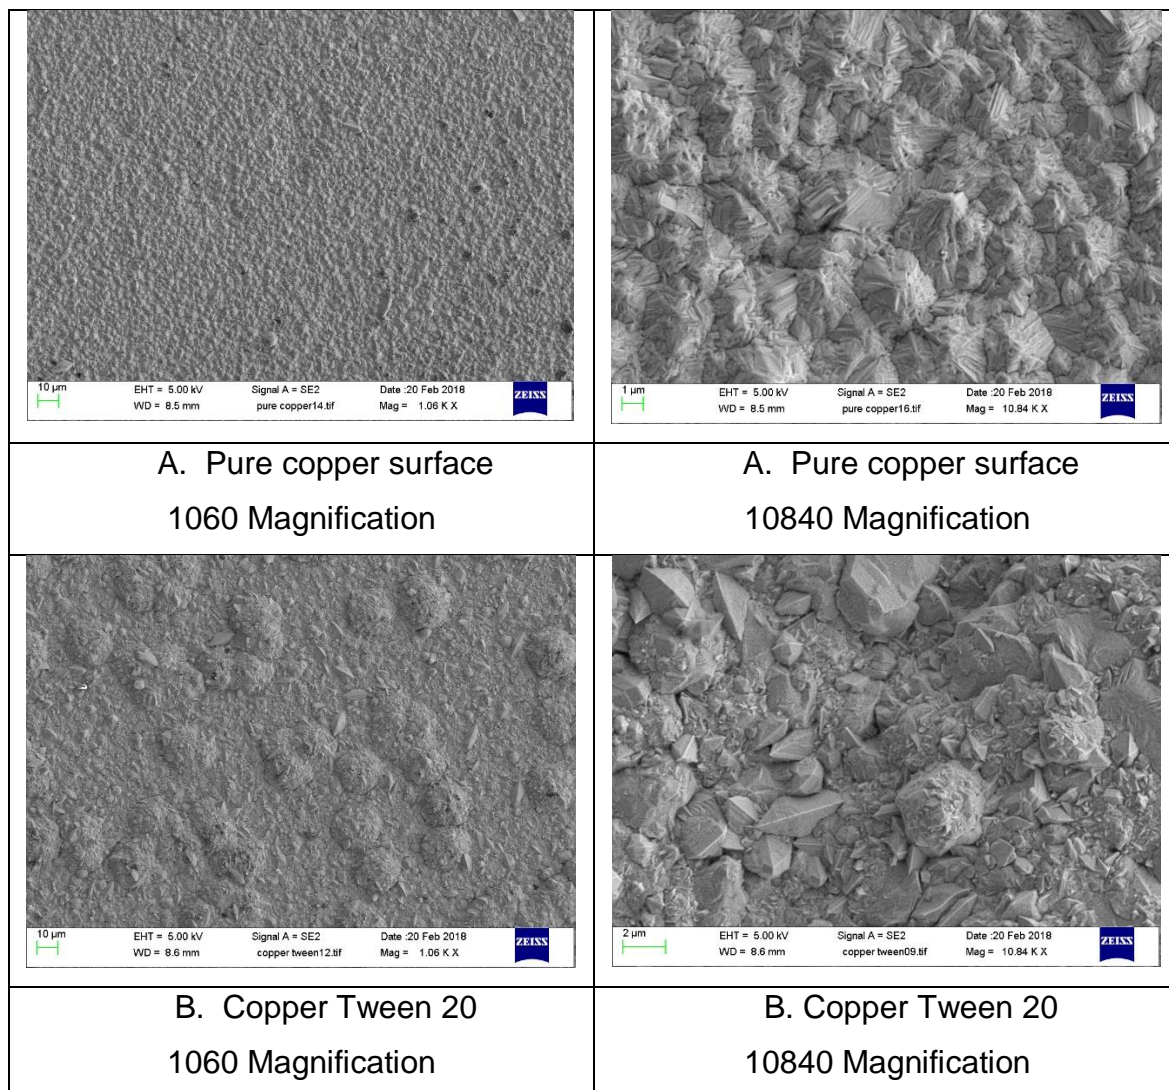 10 µm
EHT = 5.00 kV Signal A = SE2 Date :20 Feb 2018
WD = 8.5 mm pure copper14.tif Mag = 1.06 K X
ZEISS
1 µm
EHT = 5.00 kV Signal A = SE2 Date :20 Feb 2018
WD = 8.5 mm pure copper16.tif Mag = 10.84 K X
ZEISS
A. Pure copper surface
1060 Magnification
A. Pure copper surface
10840 Magnification
10 µm
EHT = 5.00 kV Signal A = SE2 Date :20 Feb 2018
WD = 8.6 mm copper tween12.tif Mag = 1.06 K X
ZEISS
2 µm
EHT = 5.00 kV Signal A = SE2 Date :20 Feb 2018
WD = 8.6 mm copper tween09.tif Mag = 10.84 K X
ZEISS
B. Copper Tween 20
1060 Magnification
B. Copper Tween 20
10840 Magnification